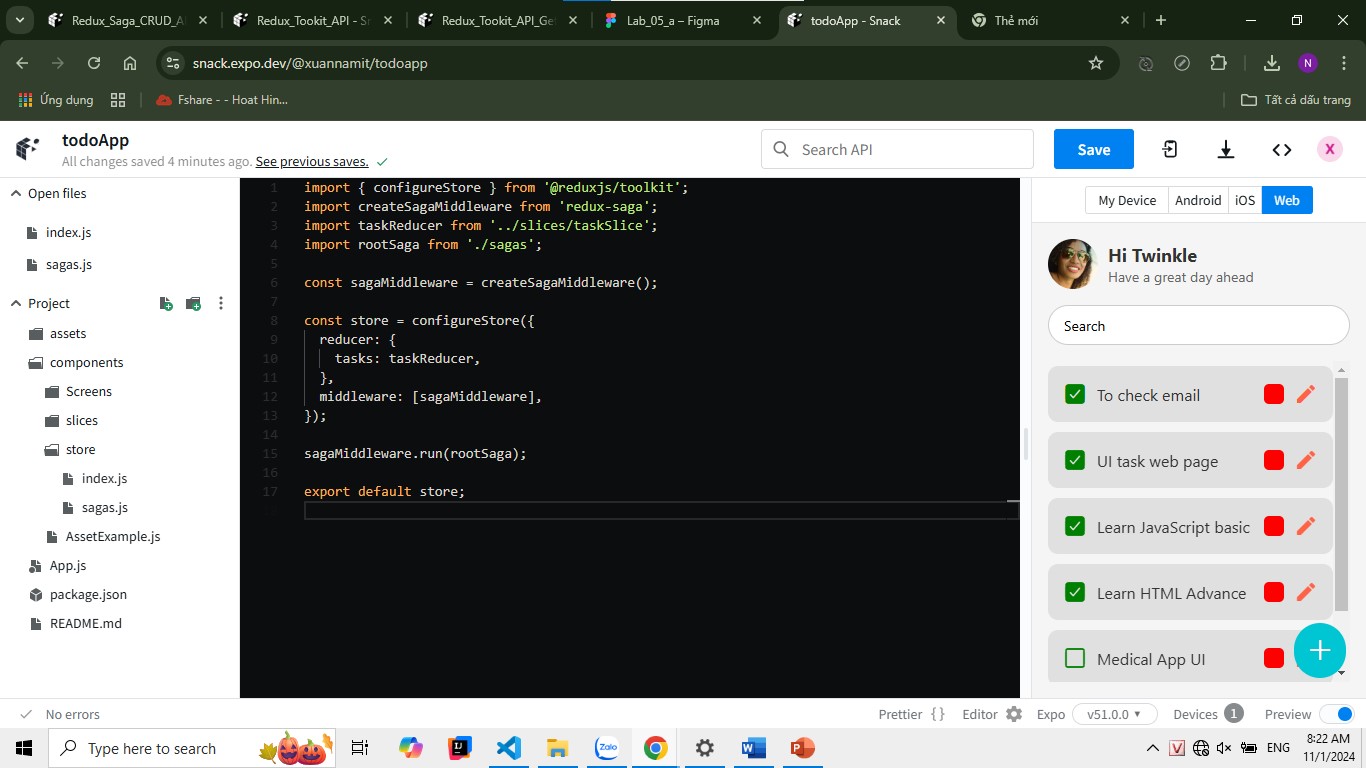 Redux_Saga_CRUD_A
Redux_Tookit_API - Sn
Redux_Tookit_API_Get
Lab_05_a – Figma
todoApp - Snack
Thẻ mới
snack.expo.dev/@xuannamit/todoapp
N
Ứng dụng
Fshare - - Hoat Hin...
Tất cả dấu trang
todoApp
All changes saved 4 minutes ago. See previous saves.
Search API
Save
X
Open files
index.js
sagas.js
Project
assets
components
Screens
slices
store
index.js
sagas.js
AssetExample.js
App.js
package.json
README.md
1 import { configureStore } from '@reduxjs/toolkit';
2 import createSagaMiddleware from 'redux-saga';
3 import taskReducer from '../slices/taskSlice';
4 import rootSaga from './sagas';
5
6 const sagaMiddleware = createSagaMiddleware();
7
8 const store = configureStore({
9 reducer: {
10 tasks: taskReducer,
11 },
12 middleware: [sagaMiddleware],
13 });
14
15 sagaMiddleware.run(rootSaga);
16
17 export default store;
My Device Android iOS Web
Hi Twinkle
Have a great day ahead
Search
To check email
UI task web page
Learn JavaScript basic
Learn HTML Advance
Medical App UI
No errors
Prettier { } Editor Expo v51.0.0 Devices 1 Preview
Type here to search
Zalo
ENG
8:22 AM
11/1/2024